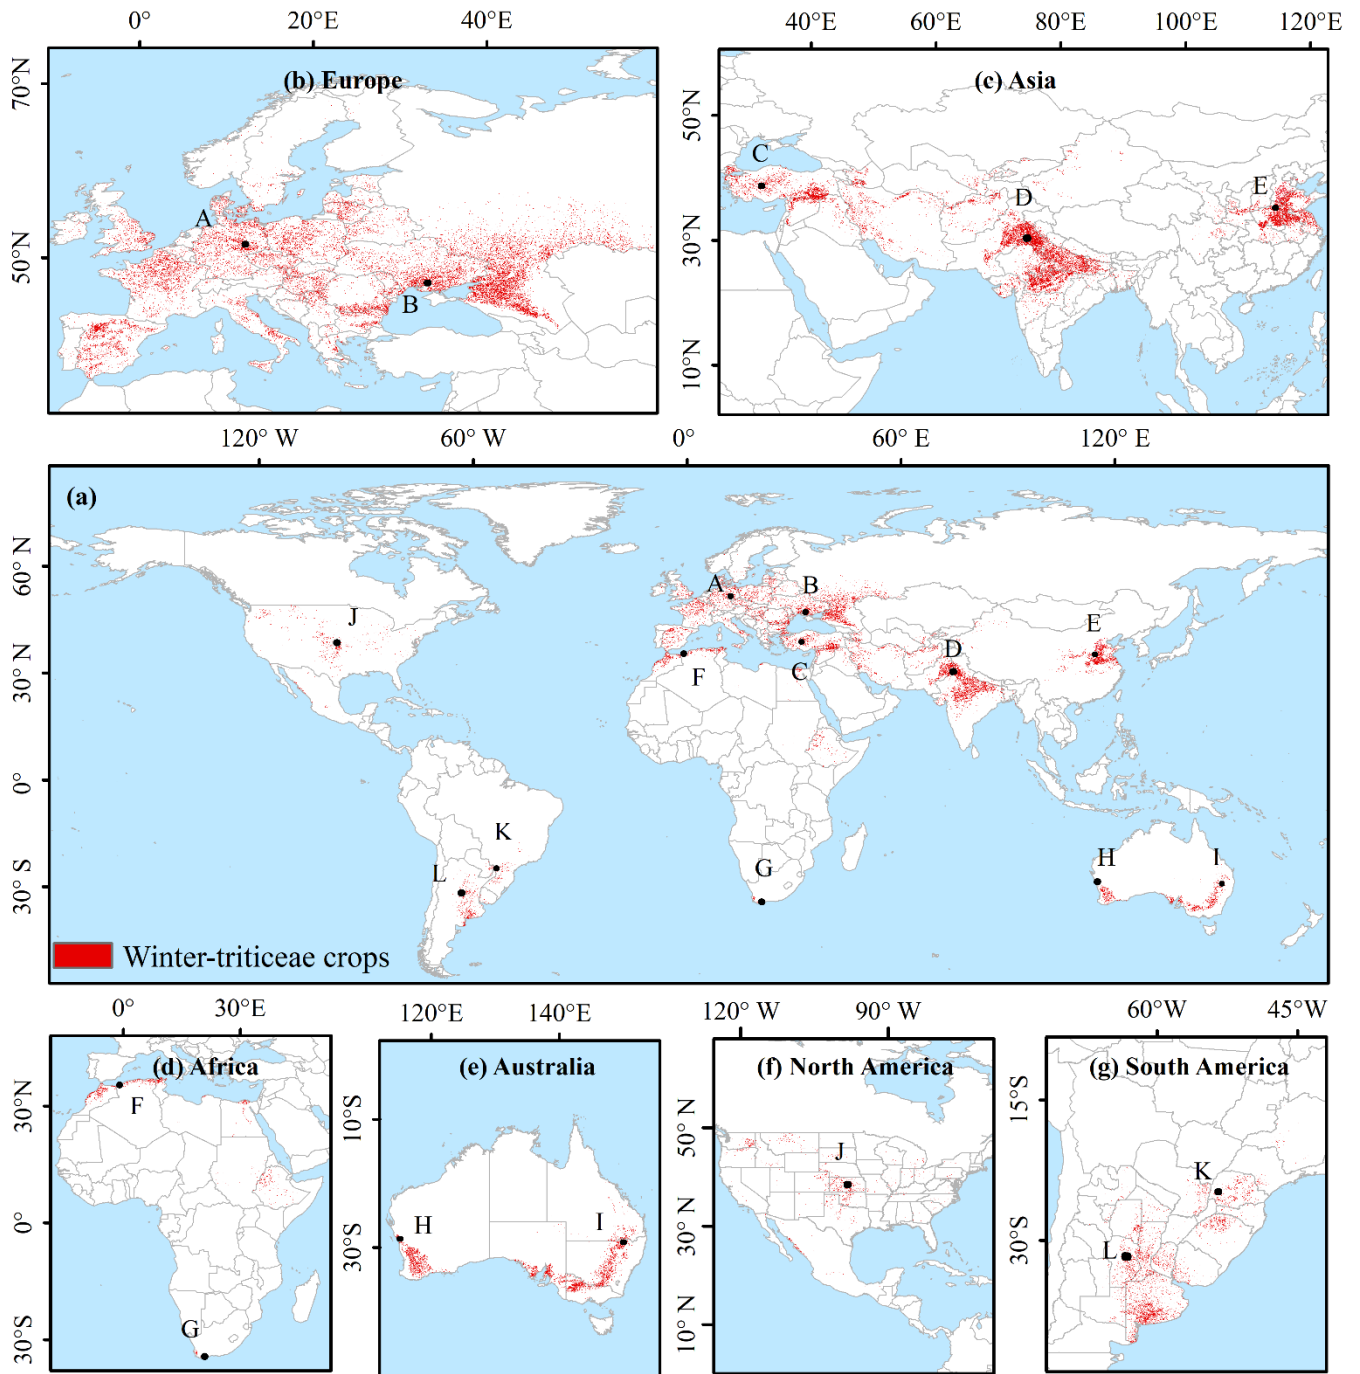 0° 20°E 40°E
40°E 60°E 80°E 100°E 120°E
70°N
50°N
(b) Europe
A
B
50°N
30°N
10°N
(c) Asia
C
D
E
120° W 60° W 0° 60° E 120° E
(a)
60° N
30° N
0°
30° S
A
B
C
D
E
F
G
H
I
J
K
L
Winter-triticeae crops
0° 30°E
30°N
0°
30°S
(d) Africa
F
G
120°E 140°E
10°S
30°S
(e) Australia
H
I
120° W 90° W
50° N
30° N
10° N
(f) North America
J
60°W 45°W
15°S
30°S
(g) South America
K
L